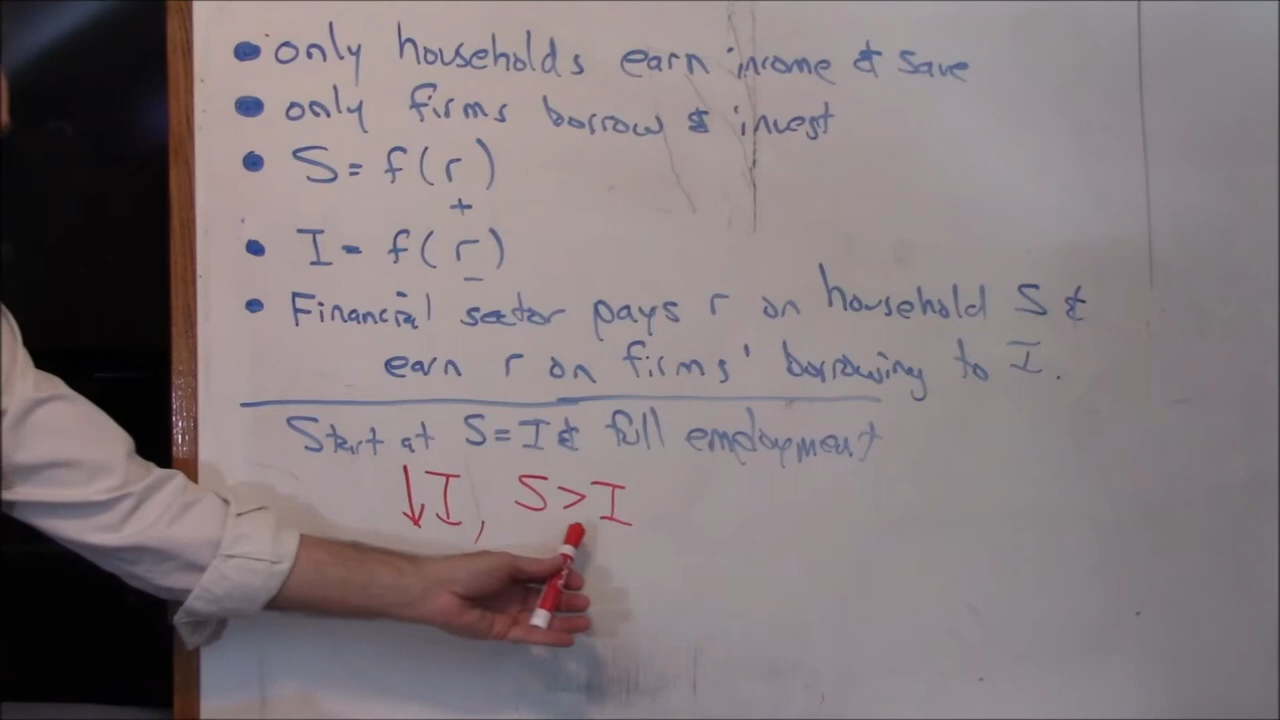 • only households earn income & save
• only firms borrow & invest
• S = f(r)
+
• I = f(r)
-
• Financial sector pays r on household S &
earn r on firms' borrowing to I.
Start at S=I & full employment
↓I, S>I